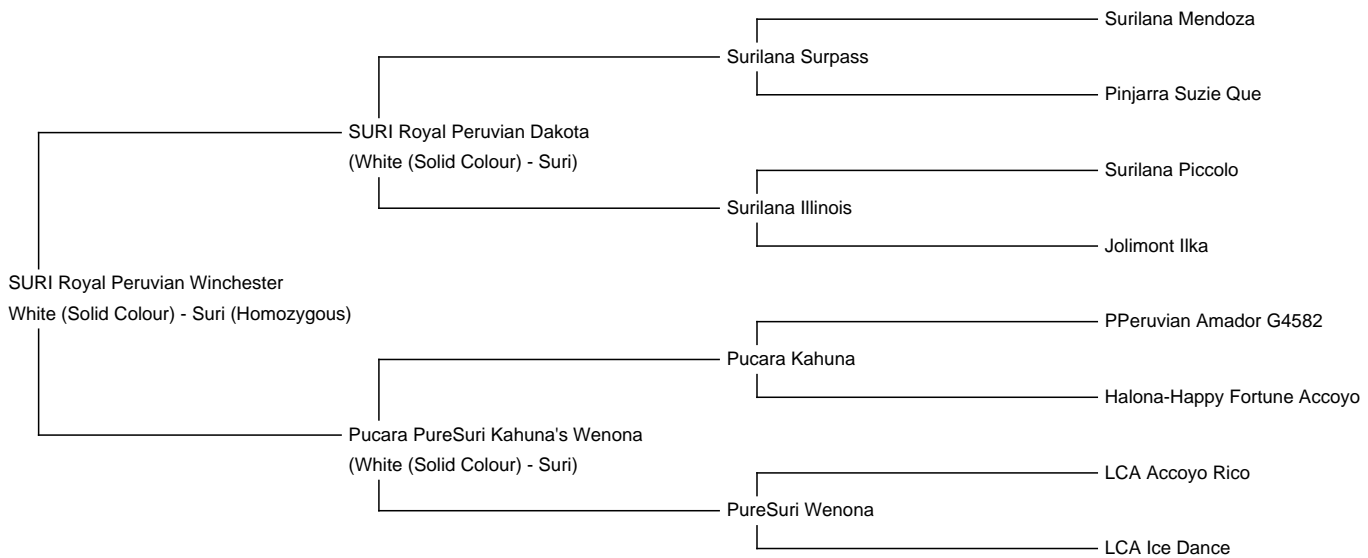 Surilana Mendoza
Surilana Surpass
Pinjarra Suzie Que
SURI Royal Peruvian Dakota
(White (Solid Colour) - Suri)
Surilana Piccolo
Surilana Illinois
Jolimont Ilka
SURI Royal Peruvian Winchester
White (Solid Colour) - Suri (Homozygous)
PPeruvian Amador G4582
Pucara Kahuna
Halona-Happy Fortune Accoyo
Pucara PureSuri Kahuna's Wenona
(White (Solid Colour) - Suri)
LCA Accoyo Rico
PureSuri Wenona
LCA Ice Dance